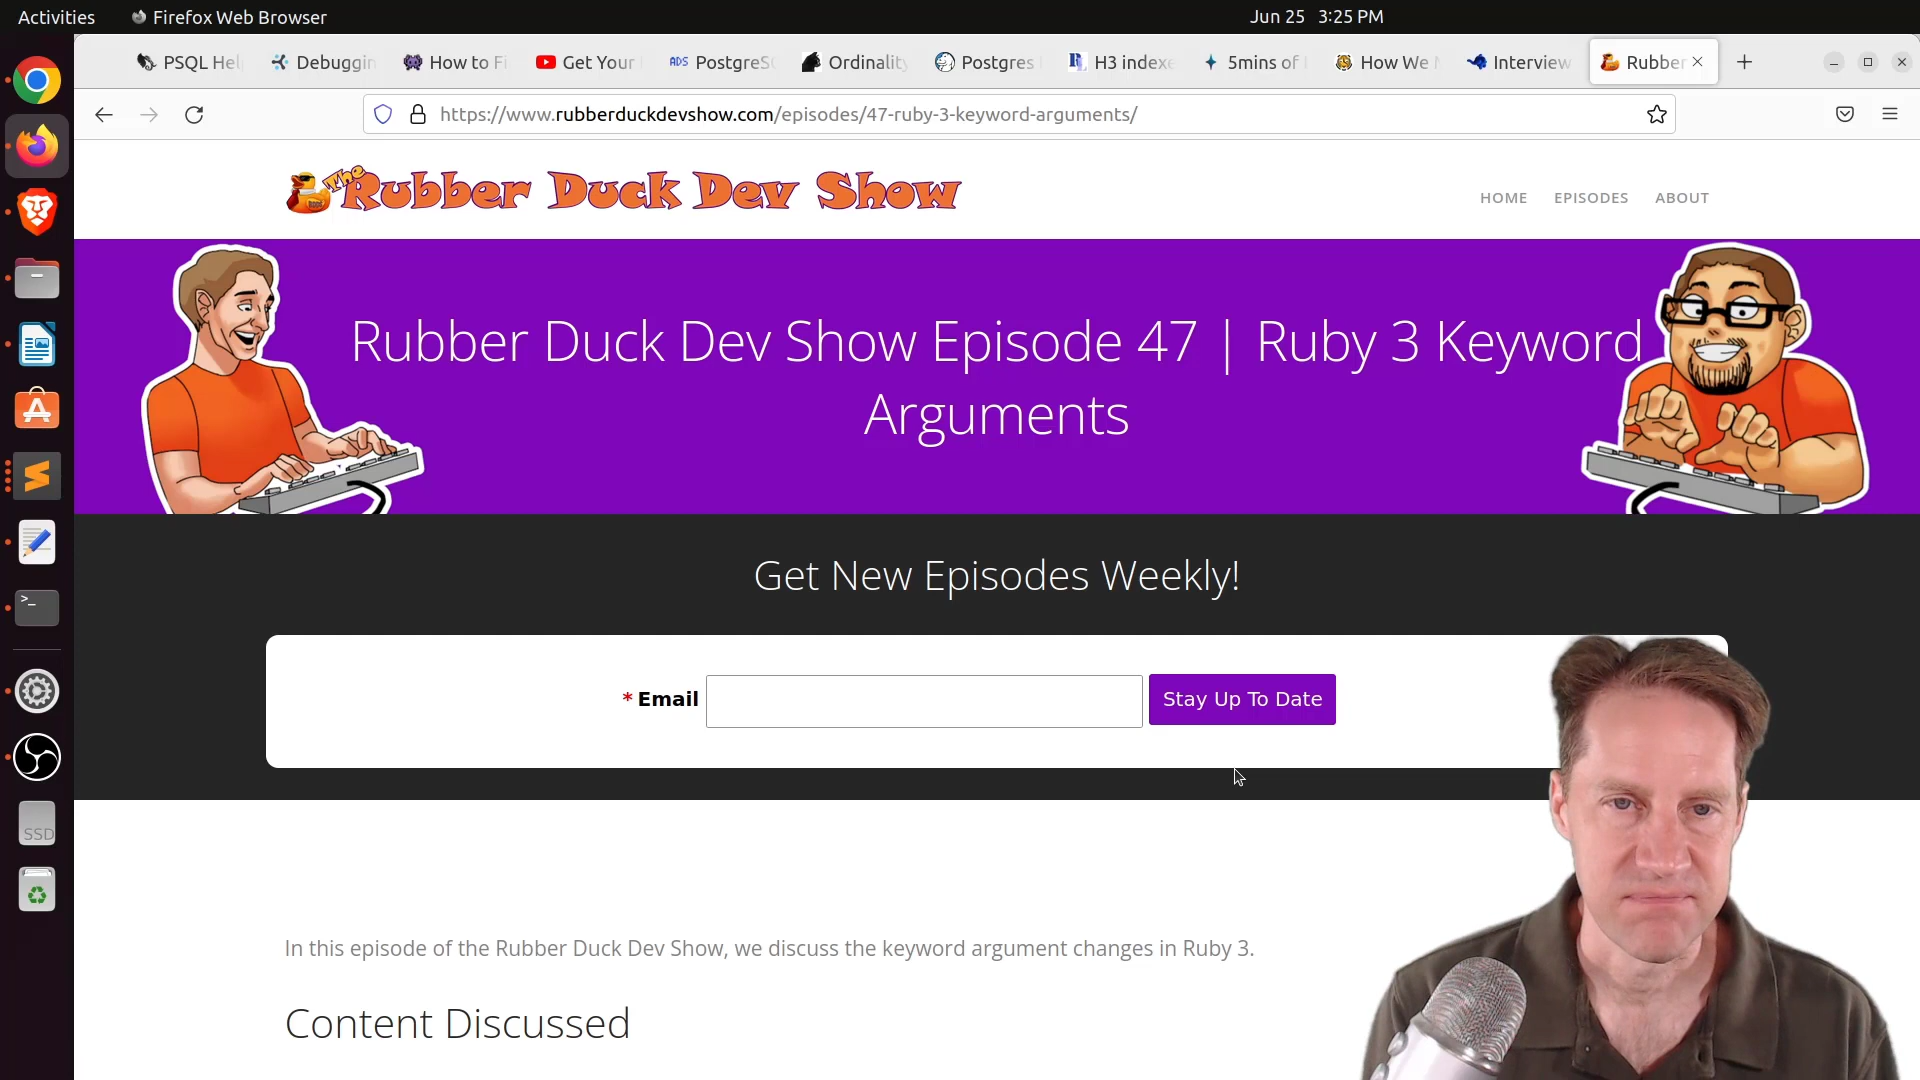 Activities
Firefox Web Browser
Jun 25 3:25 PM
PSQL Hel
Debuggin
How to Fi
Get Your
ADS PostgreSQ
Ordinality
Postgres
H3 indexe
5mins of
How We
Interview
Rubber
https://www.rubberduckdevshow.com/episodes/47-ruby-3-keyword-arguments/
The Rubber Duck Dev Show
HOME
EPISODES
ABOUT
Rubber Duck Dev Show Episode 47 | Ruby 3 Keyword
Arguments
Get New Episodes Weekly!
* Email
Stay Up To Date
In this episode of the Rubber Duck Dev Show, we discuss the keyword argument changes in Ruby 3.
Content Discussed
SSD